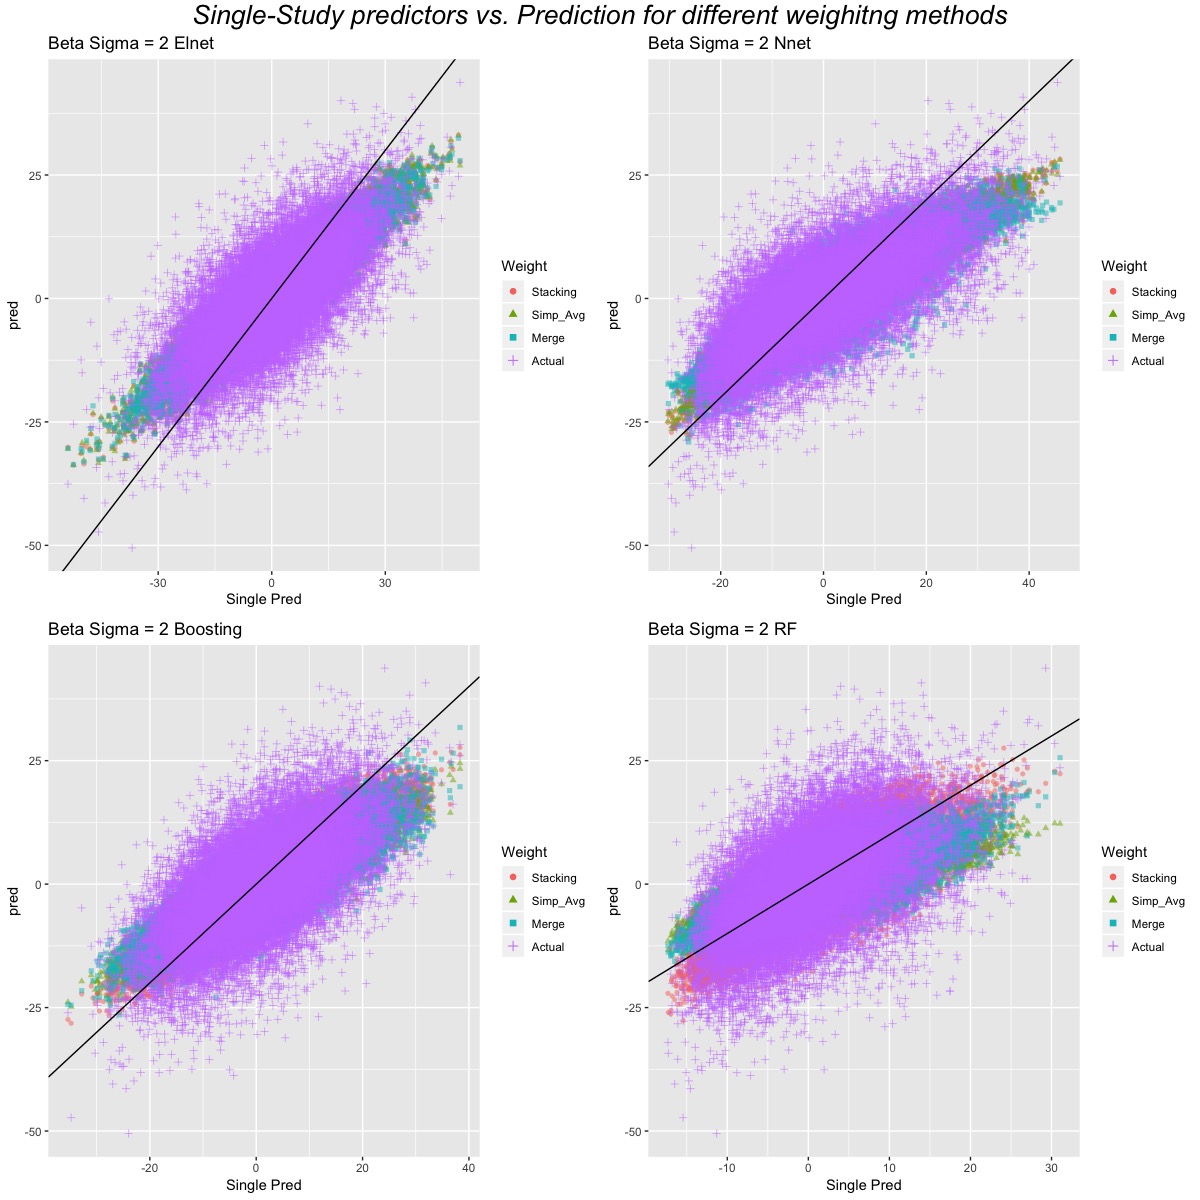 Single-Study predictors vs. Prediction for different weighitng methods
Beta Sigma = 2 Elnet
25
0
-25
-50
pred
-30
0
30
Single Pred
Weight
Stacking
Simp_Avg
Merge
Actual
Beta Sigma = 2 Nnet
25
0
-25
-50
pred
-20
0
20
40
Single Pred
Weight
Stacking
Simp_Avg
Merge
Actual
Beta Sigma = 2 Boosting
25
0
-25
-50
pred
-20
0
20
40
Single Pred
Weight
Stacking
Simp_Avg
Merge
Actual
Beta Sigma = 2 RF
25
0
-25
-50
pred
-10
0
10
20
30
Single Pred
Weight
Stacking
Simp_Avg
Merge
Actual